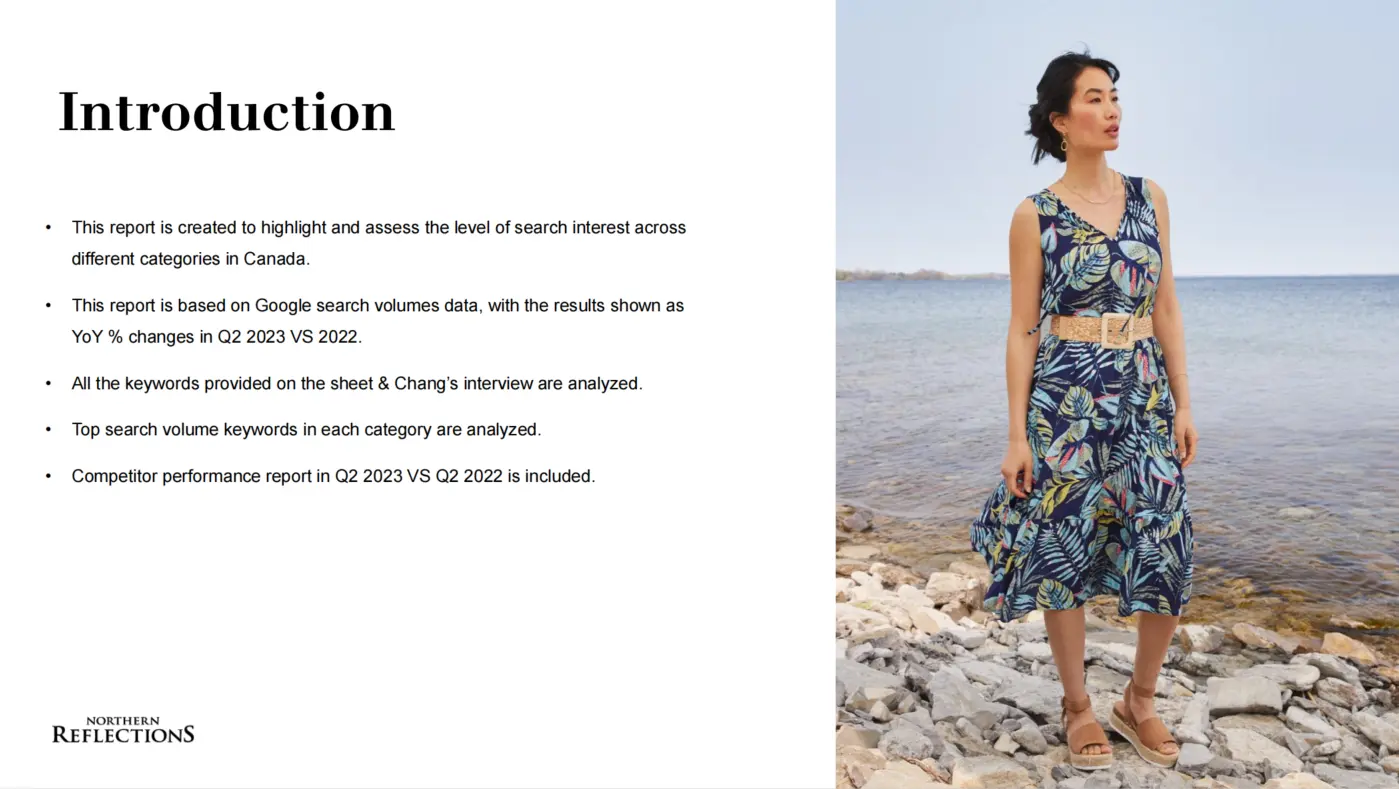 Introduction
• This report is created to highlight and assess the level of search interest across
different categories in Canada.
• This report is based on Google search volumes data, with the results shown as
YoY % changes in Q2 2023 VS 2022.
• All the keywords provided on the sheet & Chang’s interview are analyzed.
• Top search volume keywords in each category are analyzed.
• Competitor performance report in Q2 2023 VS Q2 2022 is included.
NORTHERN
REFLECTIONS